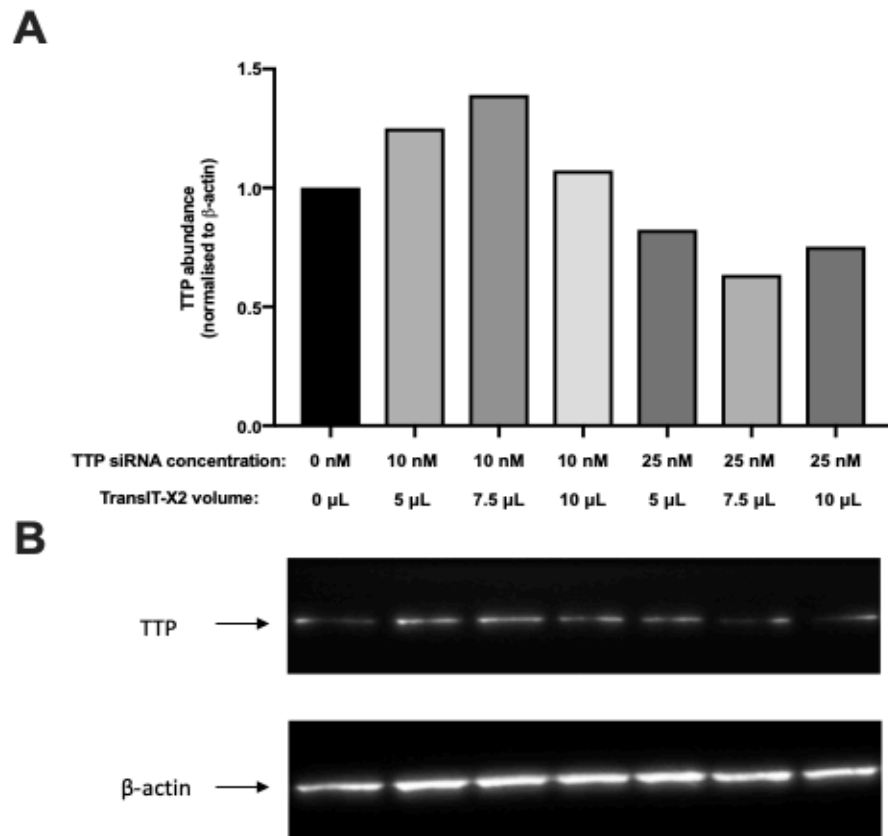 A
TTP abundance
(normalised to β-actin)
1.5
1.0
0.5
0.0
TTP siRNA concentration: 0 nM 10 nM 10 nM 10 nM 25 nM 25 nM 25 nM
TransIT-X2 volume: 0 µL 5 µL 7.5 µL 10 µL 5 µL 7.5 µL 10 µL
B
TTP
β-actin